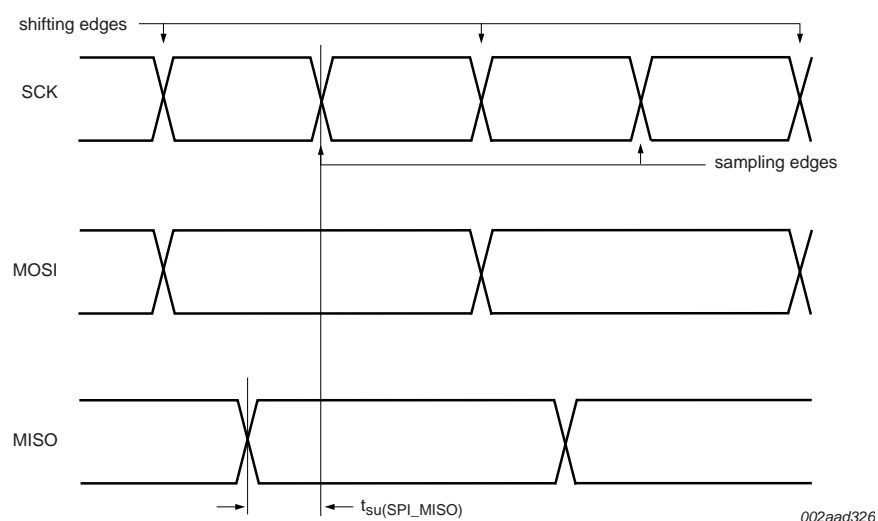 shifting edges
SCK
sampling edges
MOSI
MISO
tsu(SPI_MISO)
002aad326